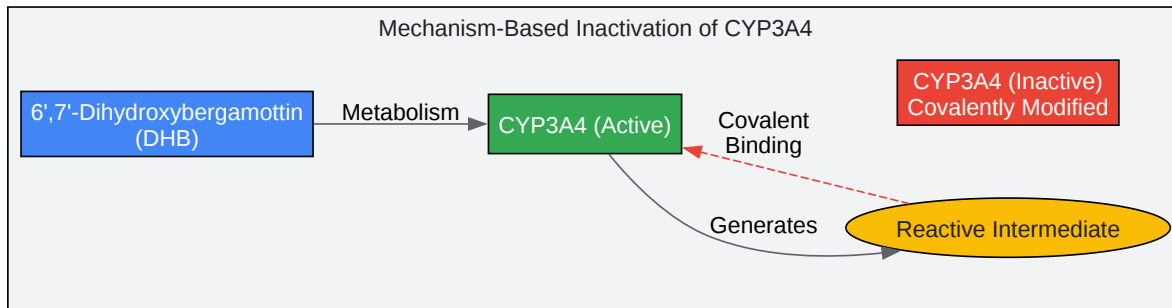 Mechanism-Based Inactivation of CYP3A4
6',7'-Dihydroxybergamottin
(DHB)
Metabolism
CYP3A4 (Active)
Covalent
Binding
CYP3A4 (Inactive)
Covalently Modified
Generates
Reactive Intermediate